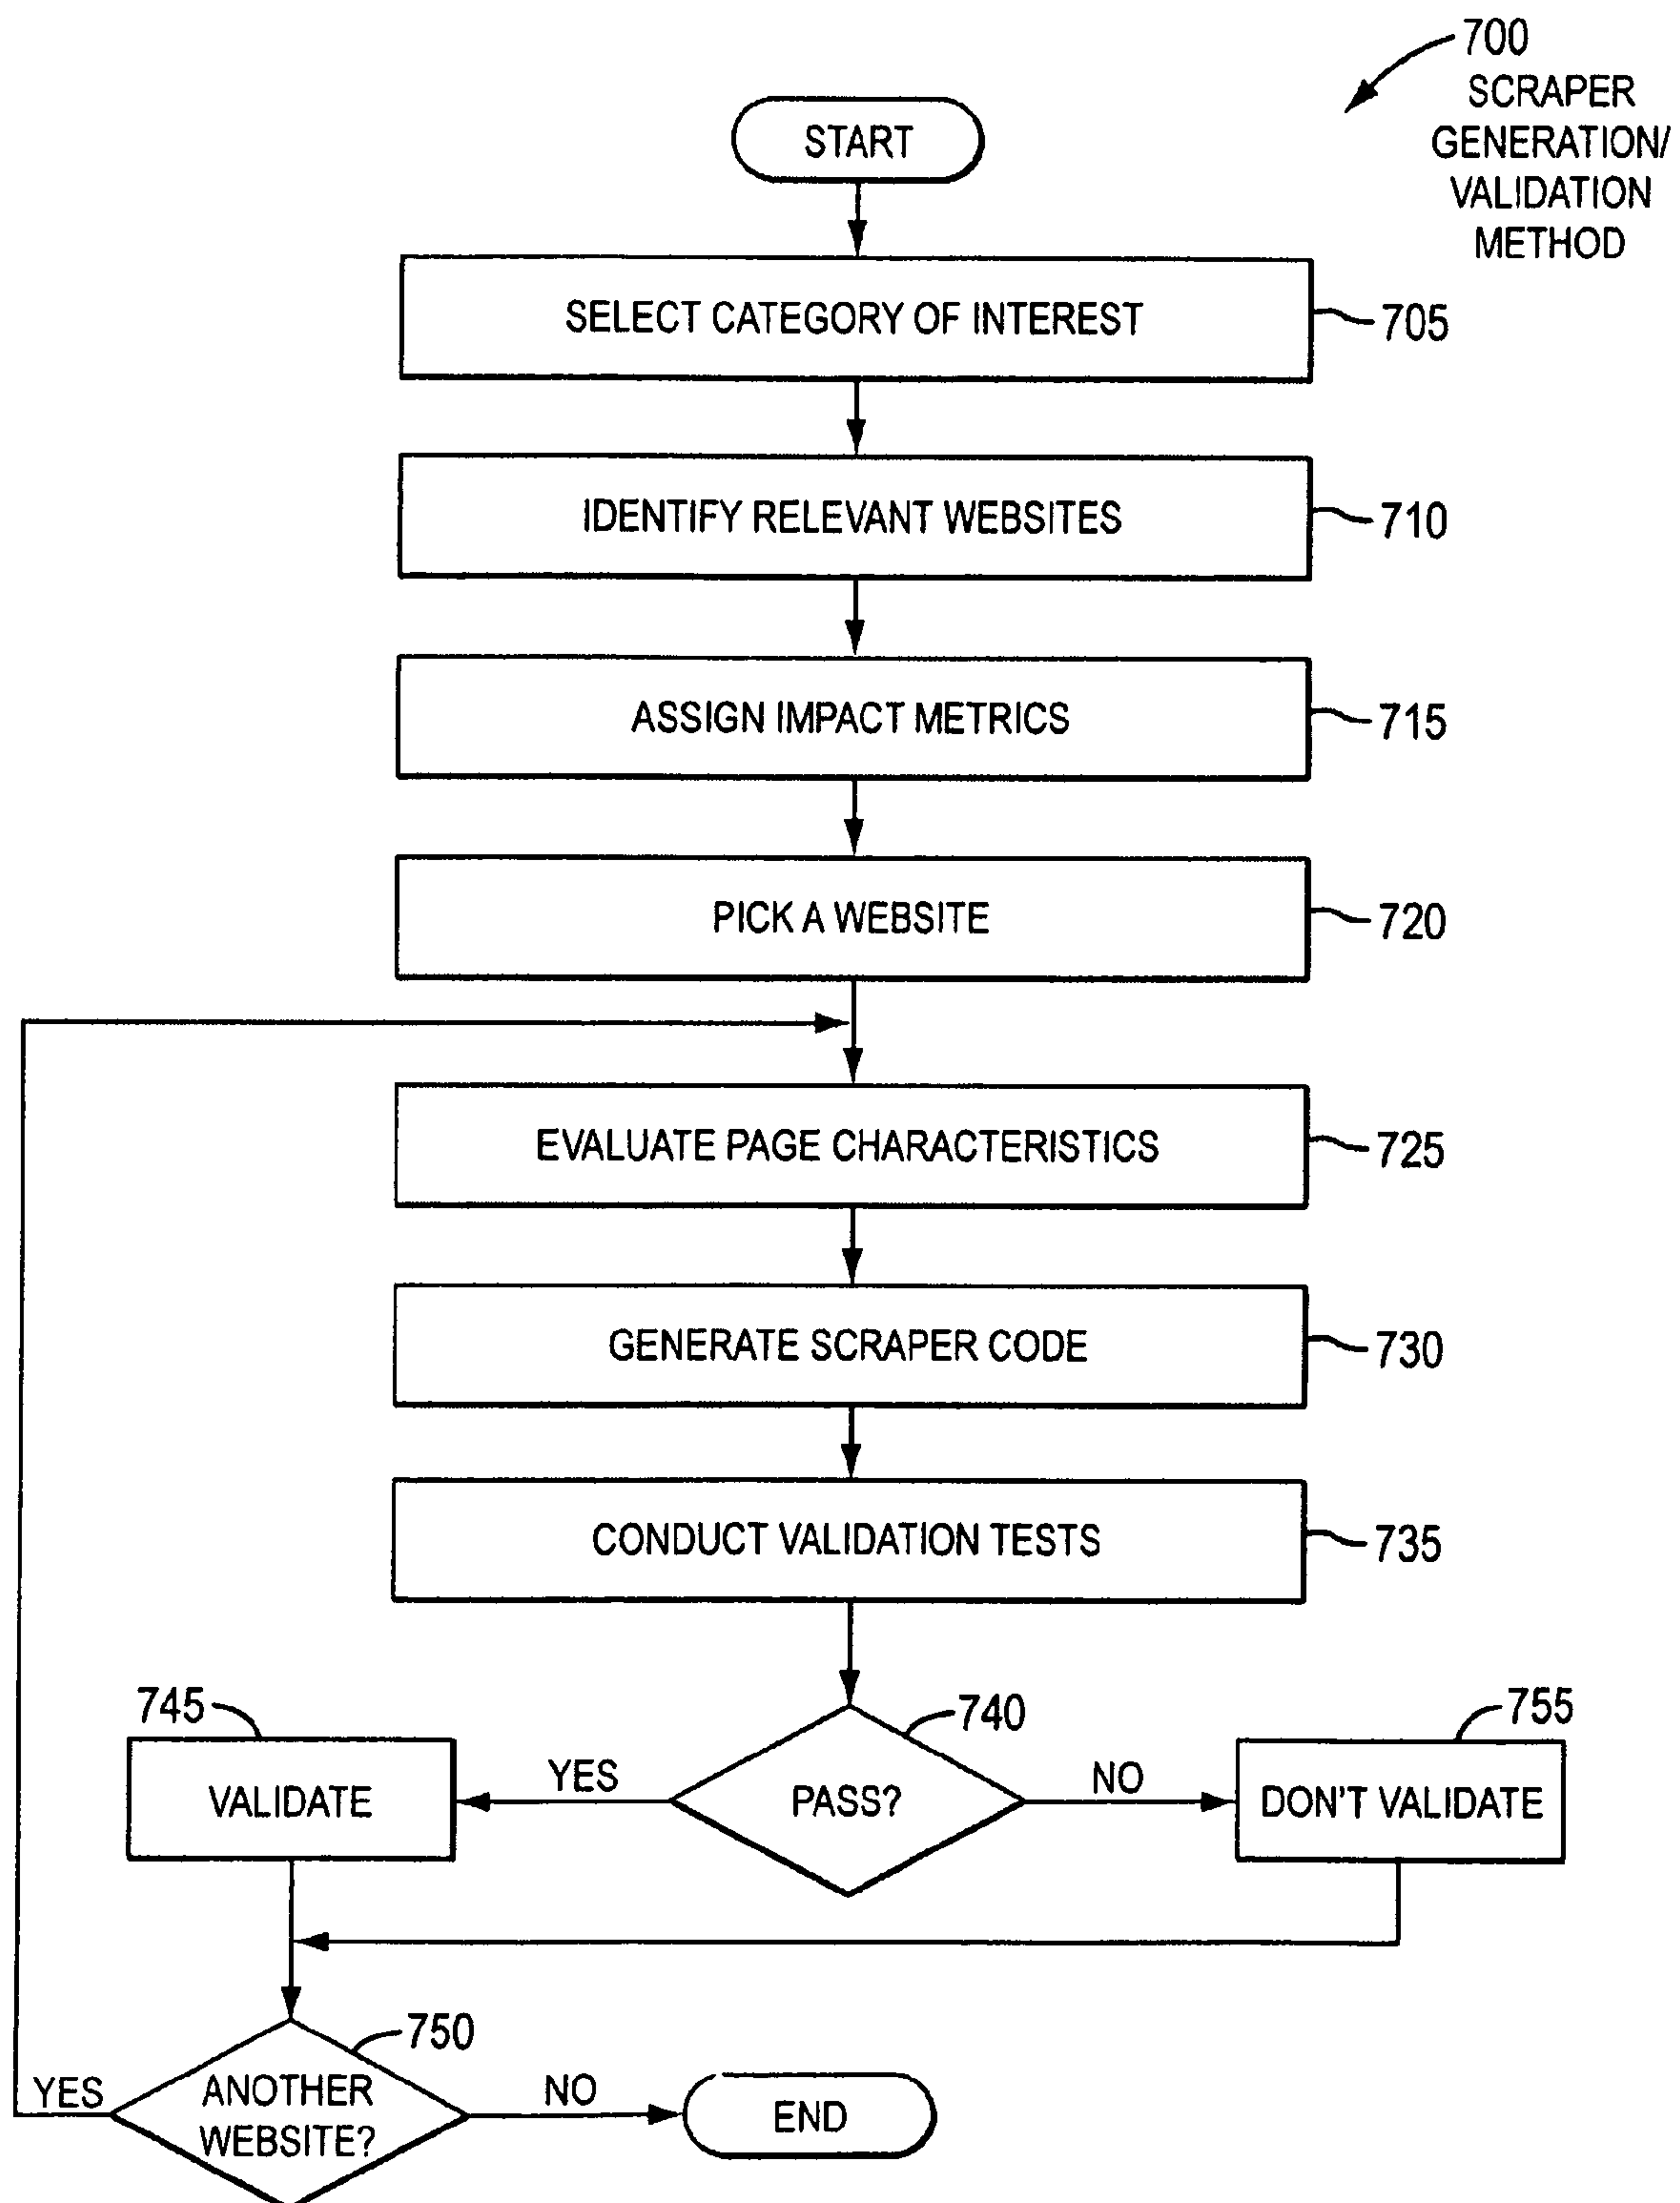 700
SCRAPER
GENERATION/
VALIDATION
METHOD
START
SELECT CATEGORY OF INTEREST
705
IDENTIFY RELEVANT WEBSITES
710
ASSIGN IMPACT METRICS
715
PICK A WEBSITE
720
EVALUATE PAGE CHARACTERISTICS
725
GENERATE SCRAPER CODE
730
CONDUCT VALIDATION TESTS
735
745
740
755
VALIDATE
YES
PASS?
NO
DON'T VALIDATE
750
YES
ANOTHER
WEBSITE?
NO
END